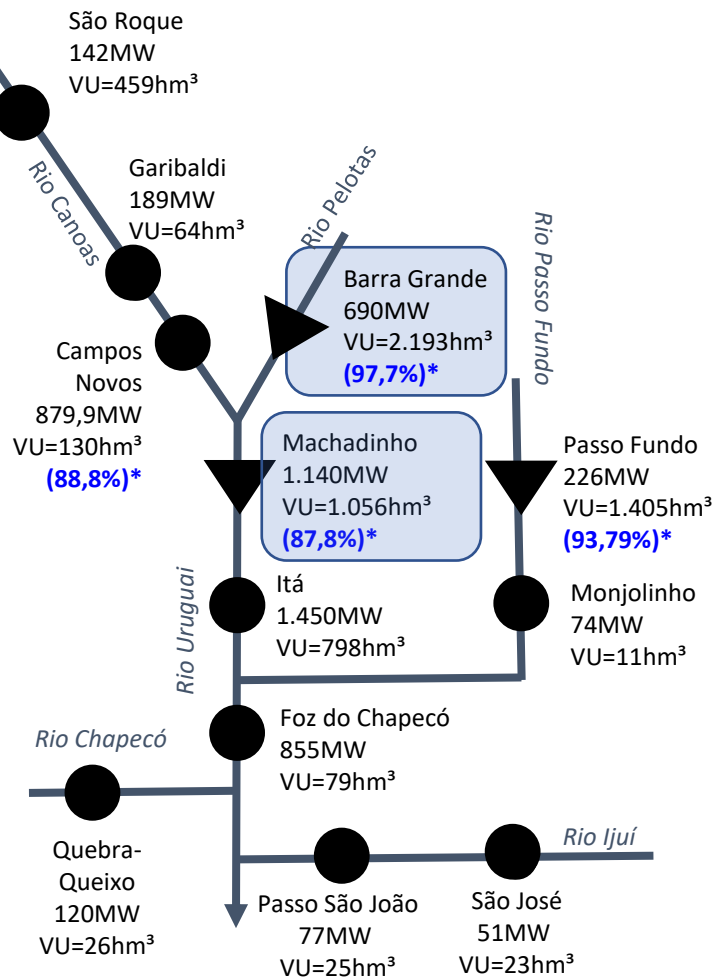 São Roque
142MW
VU=459hm³
Rio Canoas
Garibaldi
189MW
VU=64hm³
Rio Pelotas
Barra Grande
690MW
VU=2.193hm³
(97,7%)*
Rio Passo Fundo
Campos
Novos
879,9MW
VU=130hm³
(88,8%)*
Machadinho
1.140MW
VU=1.056hm³
(87,8%)*
Passo Fundo
226MW
VU=1.405hm³
(93,79%)*
Rio Uruguai
Itá
1.450MW
VU=798hm³
Monjolinho
74MW
VU=11hm³
Foz do Chapecó
855MW
VU=79hm³
Rio Chapecó
Quebra-
Queixo
120MW
VU=26hm³
Rio Ijuí
Passo São João
77MW
VU=25hm³
São José
51MW
VU=23hm³